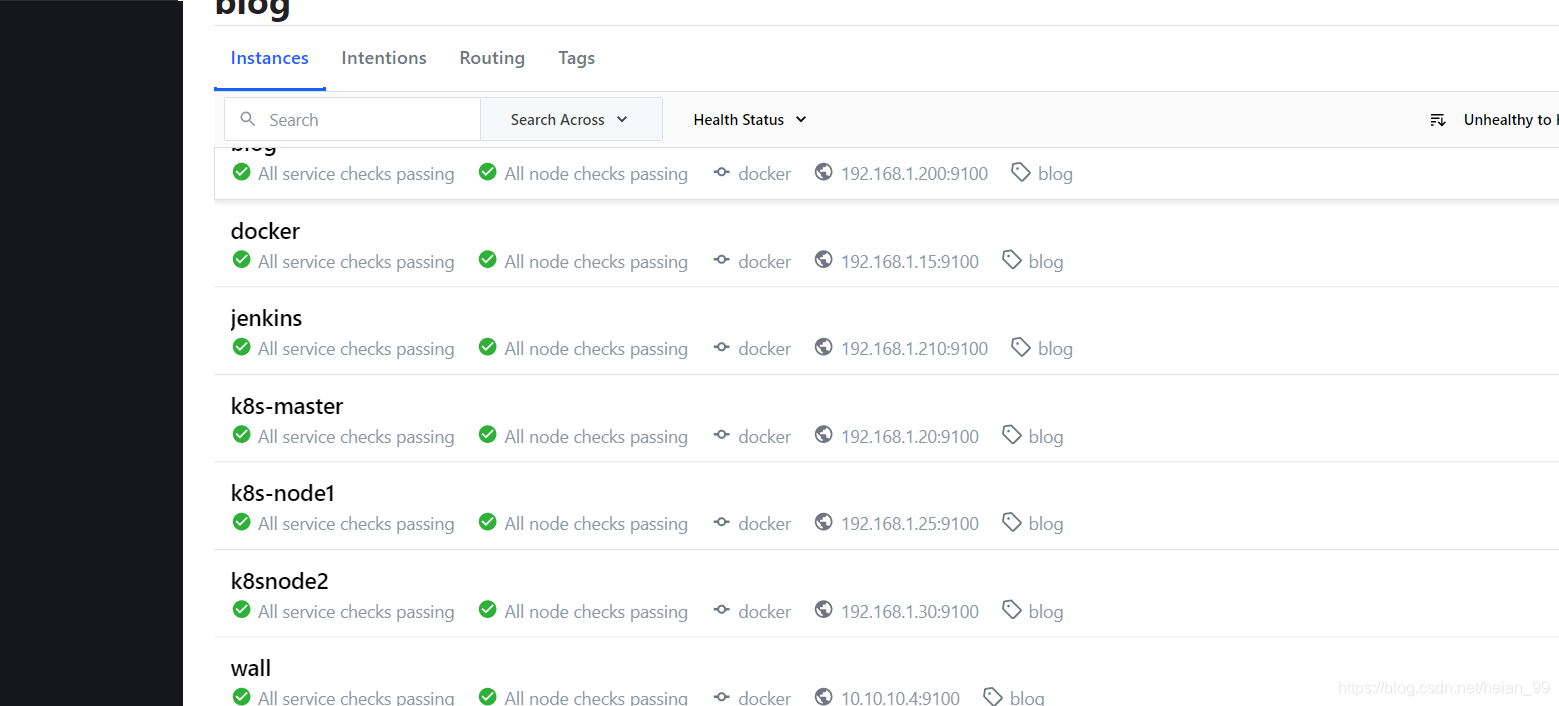 blog
Instances Intentions Routing Tags
Search Search Across Health Status Unhealthy to
blog
All service checks passing All node checks passing docker 192.168.1.200:9100 blog
docker
All service checks passing All node checks passing docker 192.168.1.15:9100 blog
jenkins
All service checks passing All node checks passing docker 192.168.1.210:9100 blog
k8s-master
All service checks passing All node checks passing docker 192.168.1.20:9100 blog
k8s-node1
All service checks passing All node checks passing docker 192.168.1.25:9100 blog
k8snode2
All service checks passing All node checks passing docker 192.168.1.30:9100 blog
wall
All service checks passing All node checks passing docker 10.10.10.4:9100 blog
https://blog.csdn.net/heian_99